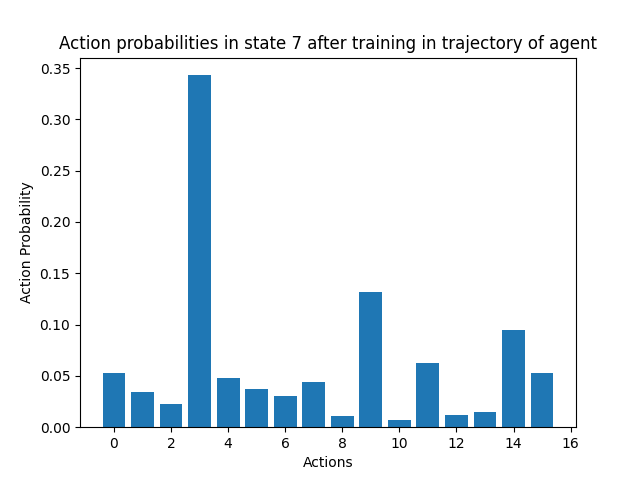 Action probabilities in state 7 after training in trajectory of agent
0.35
0.30
0.25
0.20
0.15
0.10
0.05
0.00
Action Probability
0 2 4 6 8 10 12 14 16
Actions